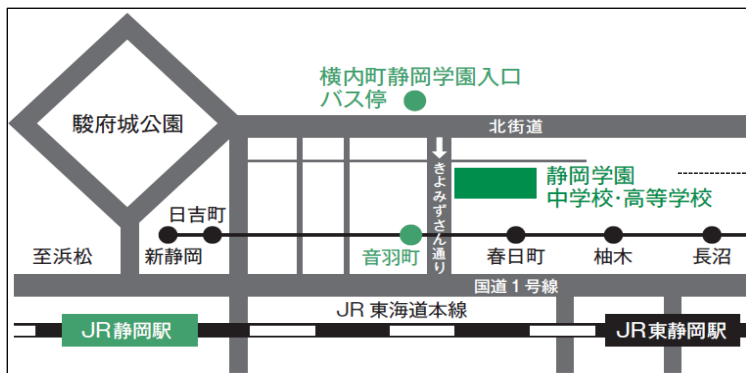 横内町静岡学園入口
バス停
駿府城公園
北街道
きよみずさん通り
静岡学園
中学校・高等学校
日吉町
至浜松
新静岡
音羽町
春日町
柚木
長沼
国道1号線
JR東海道本線
JR静岡駅
JR東静岡駅